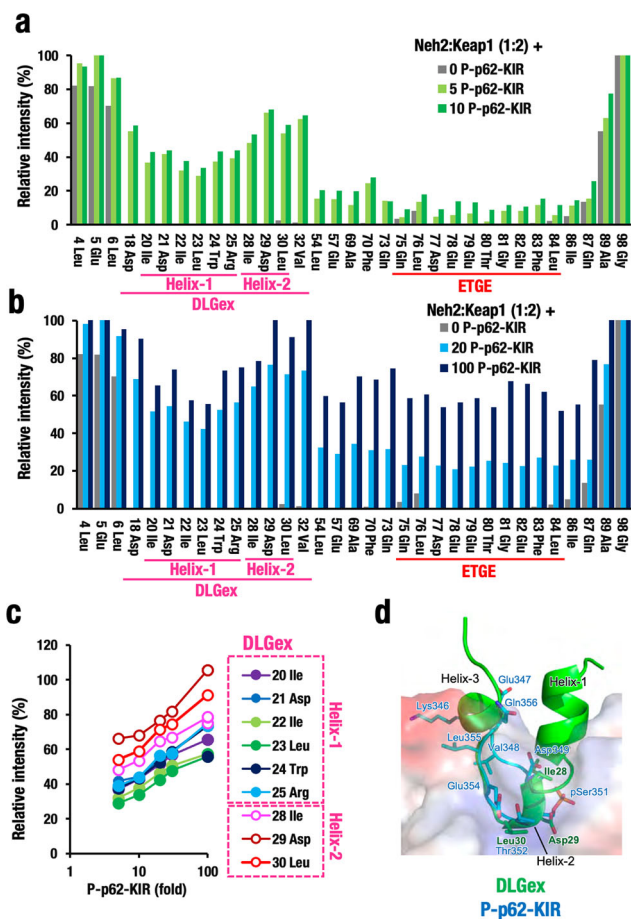 a
Neh2:Keap1 (1:2) +
0 P-p62-KIR
5 P-p62-KIR
10 P-p62-KIR
Relative intensity (%)
100
80
60
40
20
0
4 Leu
5 Glu
6 Leu
18 Asp
20 Ile
21 Asp
22 Ile
23 Leu
24 Trp
25 Arg
28 Ile
29 Asp
30 Leu
32 Val
54 Leu
57 Glu
69 Ala
70 Phe
73 Gln
75 Gln
76 Leu
77 Asp
78 Glu
79 Glu
80 Thr
81 Gly
82 Glu
83 Phe
84 Leu
86 Ile
87 Gln
89 Ala
98 Gly
Helix-1
Helix-2
DLGex
ETGE
b
Neh2:Keap1 (1:2) +
0 P-p62-KIR
20 P-p62-KIR
100 P-p62-KIR
Relative intensity (%)
100
80
60
40
20
0
4 Leu
5 Glu
6 Leu
18 Asp
20 Ile
21 Asp
22 Ile
23 Leu
24 Trp
25 Arg
28 Ile
29 Asp
30 Leu
32 Val
54 Leu
57 Glu
69 Ala
70 Phe
73 Gln
75 Gln
76 Leu
77 Asp
78 Glu
79 Glu
80 Thr
81 Gly
82 Glu
83 Phe
84 Leu
86 Ile
87 Gln
89 Ala
98 Gly
Helix-1
Helix-2
DLGex
ETGE
c
Relative intensity (%)
120
100
80
60
40
20
0
1
10
100
P-p62-KIR (fold)
DLGex
20 Ile
21 Asp
22 Ile
23 Leu
24 Trp
25 Arg
28 Ile
29 Asp
30 Leu
Helix-1
Helix-2
d
Helix-3
Glu347
Helix-1
Lys346
Gln356
Leu355
Val348
Asp349
Ile28
Glu354
pSer351
Leu30
Asp29
Thr352
Helix-2
DLGex
P-p62-KIR